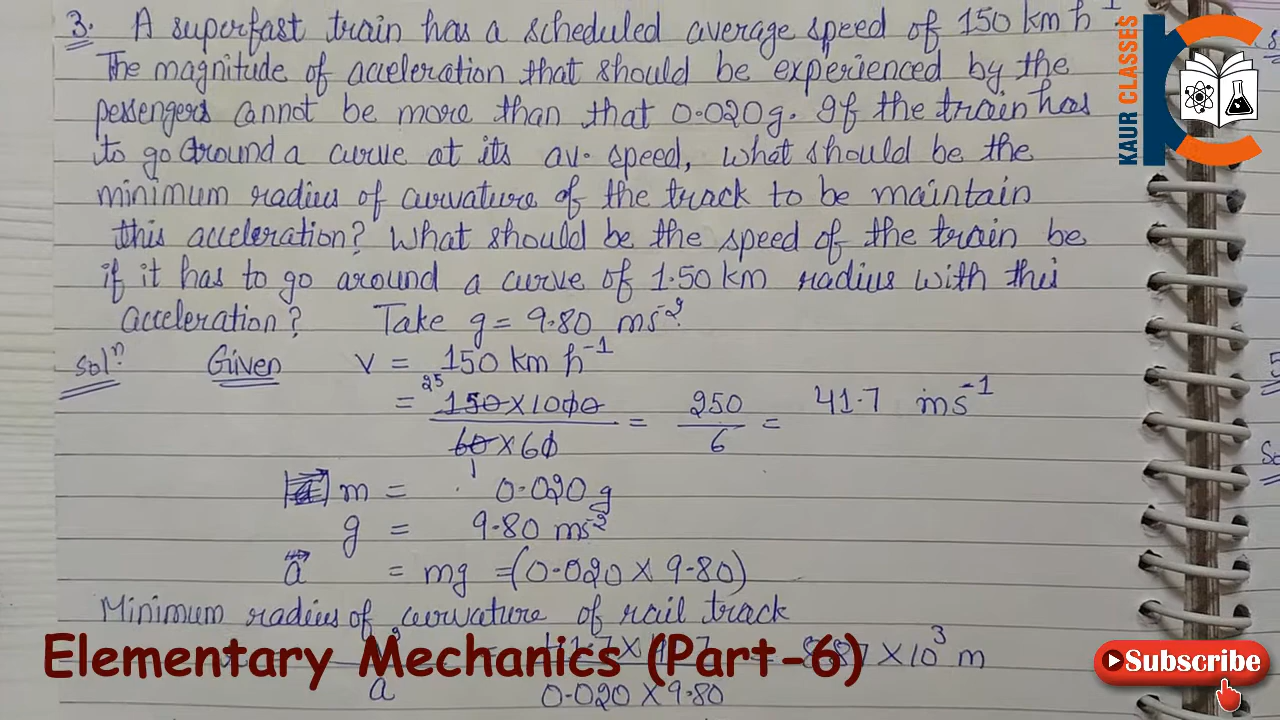 3. A superfast train has a scheduled average speed of 150 km h⁻¹
The magnitude of acceleration that should be experienced by the
pessengers cannot be more than that 0.020g. If the train has
to go around a curve at its av. speed, what should be the
minimum radius of curvature of the track to be maintain
this acceleration? What should be the speed of the train be
if it has to go around a curve of 1.50 km radius with this
acceleration? Take g = 9.80 ms⁻².
Solⁿ. Given v = 150 km h⁻¹
25
= 150×1000 / 60×60 = 250/6 = 41.7 ms⁻¹
1
m = 0.020 g
g = 9.80 ms⁻²
a = mg = (0.020 × 9.80)
Minimum radius of curvature of rail track
× 10³ m
a 0.020 × 9.80
Elementary Mechanics (Part-6)
KAUR CLASSES
Subscribe